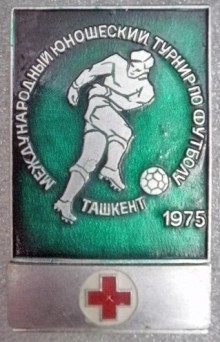 МЕЖДУНАРОДНЫЙ ЮНОШЕСКИЙ ТУРНИР ПО ФУТБОЛУ
ТАШКЕНТ
1975